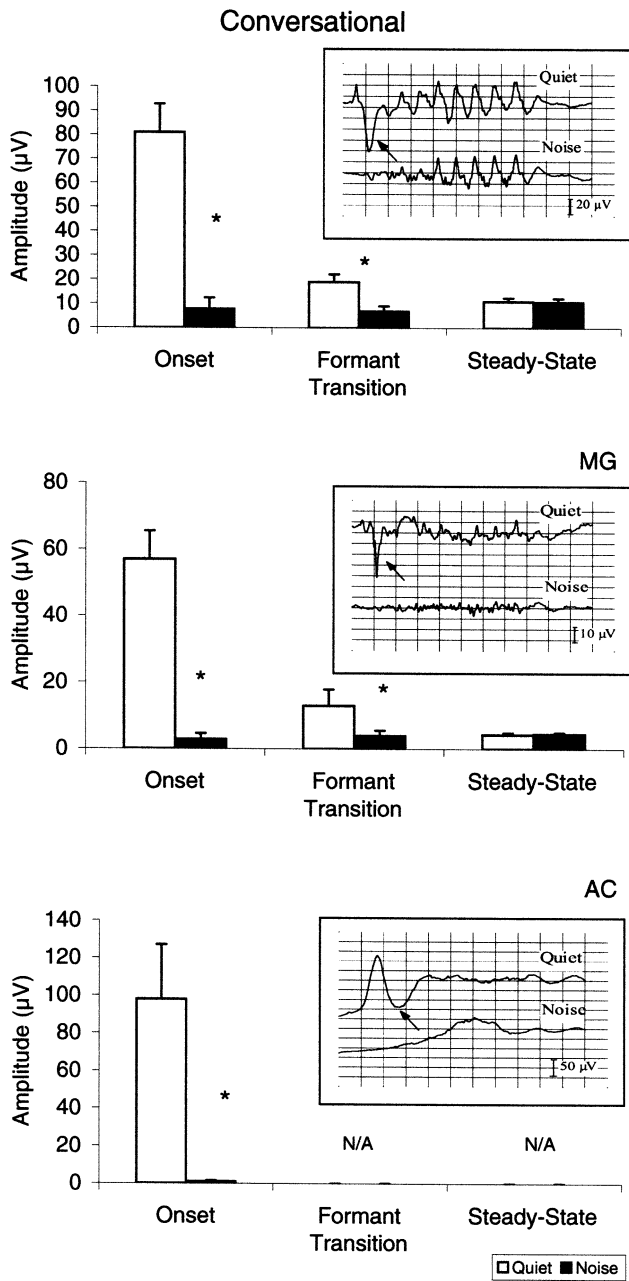 Conversational
Amplitude (µV)
100
90
80
70
60
50
40
30
20
10
0
*
*
Quiet
Noise
20 µV
Onset
Formant
Transition
Steady-State
MG
Amplitude (µV)
80
60
40
20
0
*
*
Quiet
Noise
10 µV
Onset
Formant
Transition
Steady-State
AC
Amplitude (µV)
140
120
100
80
60
40
20
0
*
Quiet
Noise
50 µV
N/A
N/A
Onset
Formant
Transition
Steady-State
Quiet Noise